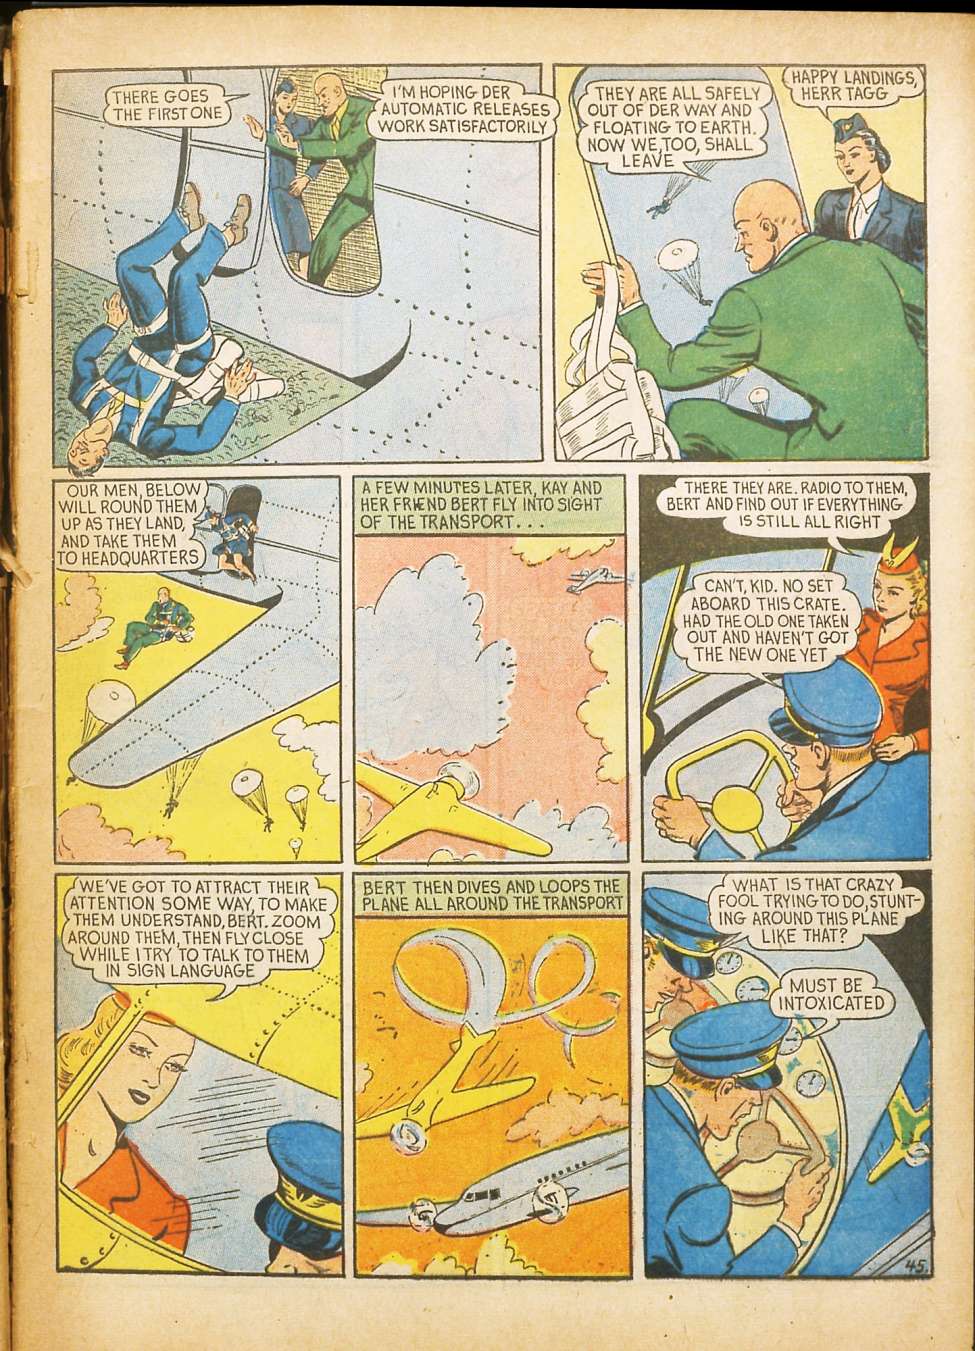 THERE GOES
THE FIRST ONE
I'M HOPING DER
AUTOMATIC RELEASES
WORK SATISFACTORILY
THEY ARE ALL SAFELY
OUT OF DER WAY AND
FLOATING TO EARTH.
NOW WE, TOO, SHALL
LEAVE
HAPPY LANDINGS,
HERR TAGG
OUR MEN, BELOW
WILL ROUND THEM
UP AS THEY LAND,
AND TAKE THEM
TO HEADQUARTERS
A FEW MINUTES LATER, KAY AND
HER FRIEND BERT FLY INTO SIGHT
OF THE TRANSPORT...
THERE THEY ARE. RADIO TO THEM,
BERT AND FIND OUT IF EVERYTHING
IS STILL ALL RIGHT
CAN'T, KID. NO SET
ABOARD THIS CRATE.
HAD THE OLD ONE TAKEN
OUT AND HAVEN'T GOT
THE NEW ONE YET
WE'VE GOT TO ATTRACT THEIR
ATTENTION SOME WAY, TO MAKE
THEM UNDERSTAND, BERT. ZOOM
AROUND THEM, THEN FLY CLOSE
WHILE I TRY TO TALK TO THEM
IN SIGN LANGUAGE
BERT THEN DIVES AND LOOPS THE
PLANE ALL AROUND THE TRANSPORT
WHAT IS THAT CRAZY
FOOL TRYING TO DO, STUNT-
ING AROUND THIS PLANE
LIKE THAT?
MUST BE
INTOXICATED
45.